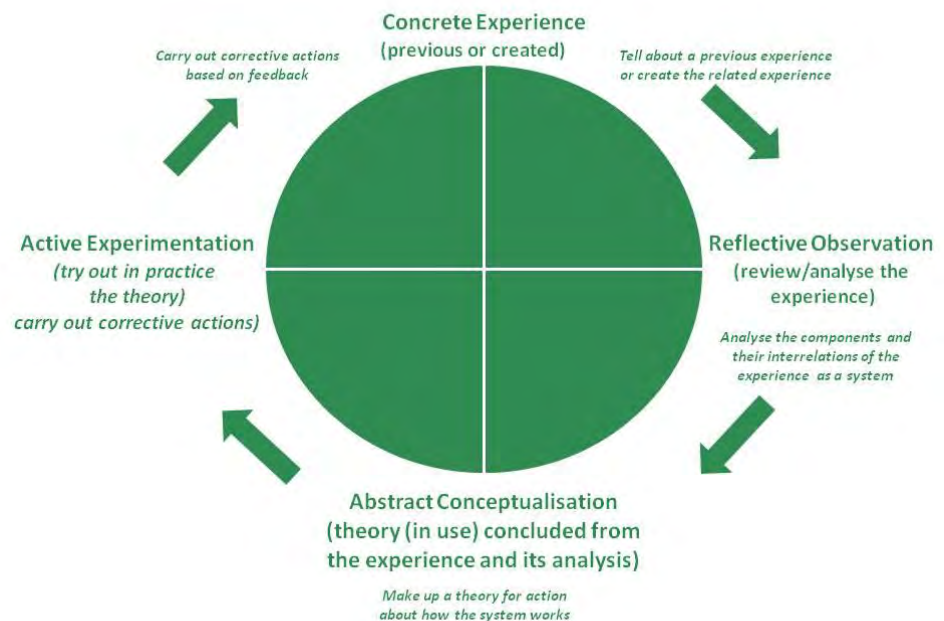 Concrete Experience
(previous or created)
Tell about a previous experience
or create the related experience
Reflective Observation
(review/analyse the
experience)
Analyse the components and
their interrelations of the
experience as a system
Abstract Conceptualisation
(theory (in use) concluded from
the experience and its analysis)
Make up a theory for action
about how the system works
Active Experimentation
(try out in practice
the theory)
carry out corrective actions)
Carry out corrective actions
based on feedback